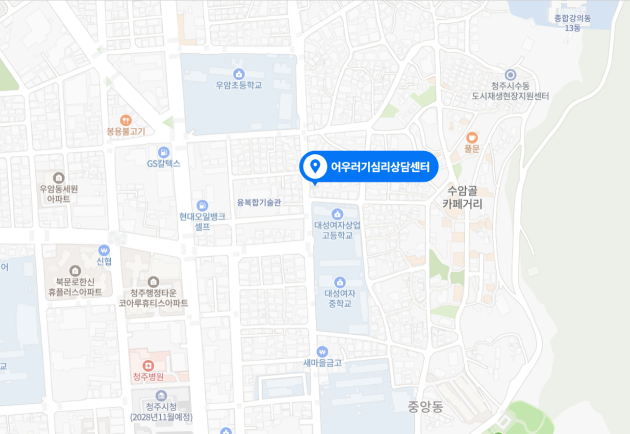 종합강의동
13동
우암초등학교
청주시수동
도시재생현장지원센터
봉용불고기
풀문
GS칼텍스
어우러기심리상담센터
우암동세원
아파트
수암골
카페거리
융복합기술관
현대오일뱅크
셀프
대성여자상업
고등학교
신협
어
북문로한신
휴플러스아파트
청주행정타운
코아루휴티스아파트
대성여자
중학교
새마을금고
교
청주병원
청주시청
(2028년11월예정)
중앙동